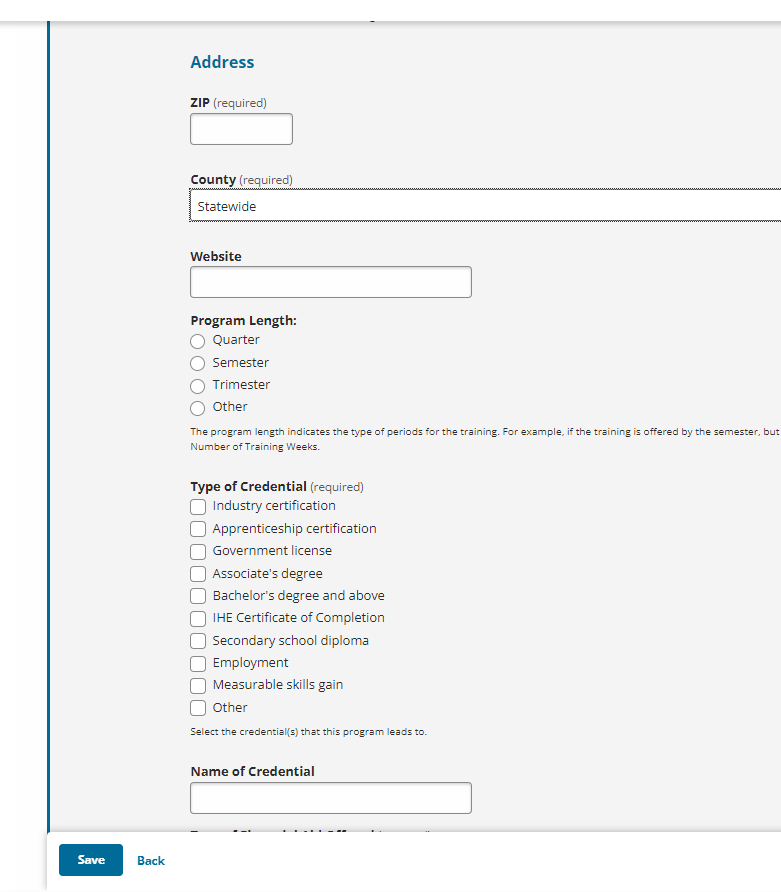 Address
ZIP (required)
County (required)
Statewide
Website
Program Length:
Quarter
Semester
Trimester
Other
The program length indicates the type of periods for the training. For example, if the training is offered by the semester, but
Number of Training Weeks.
Type of Credential (required)
Industry certification
Apprenticeship certification
Government license
Associate's degree
Bachelor's degree and above
IHE Certificate of Completion
Secondary school diploma
Employment
Measurable skills gain
Other
Select the credential(s) that this program leads to.
Name of Credential
Save Back